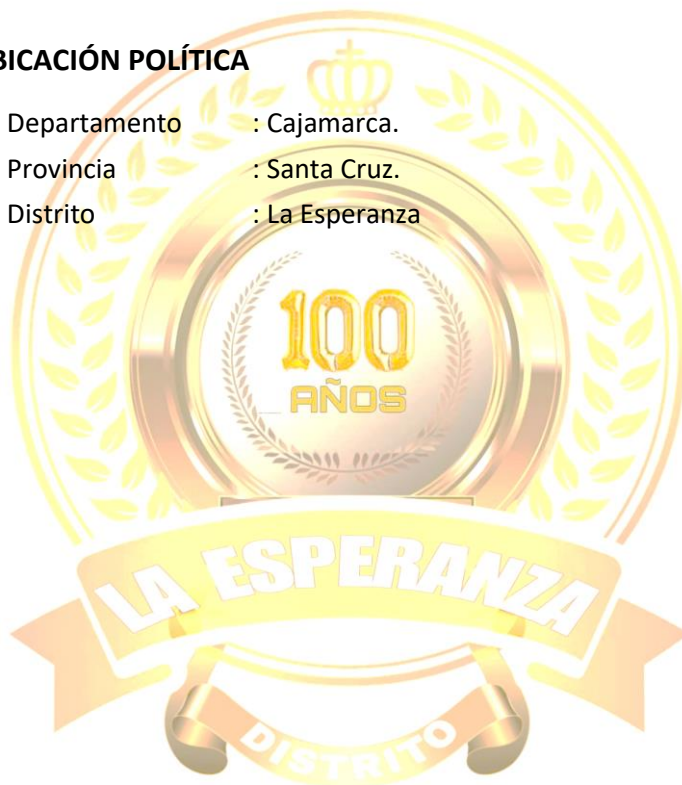 BICACIÓN POLÍTICA
Departamento : Cajamarca.
Provincia : Santa Cruz.
Distrito : La Esperanza
100
AÑOS
LA ESPERANZA
DISTRITO